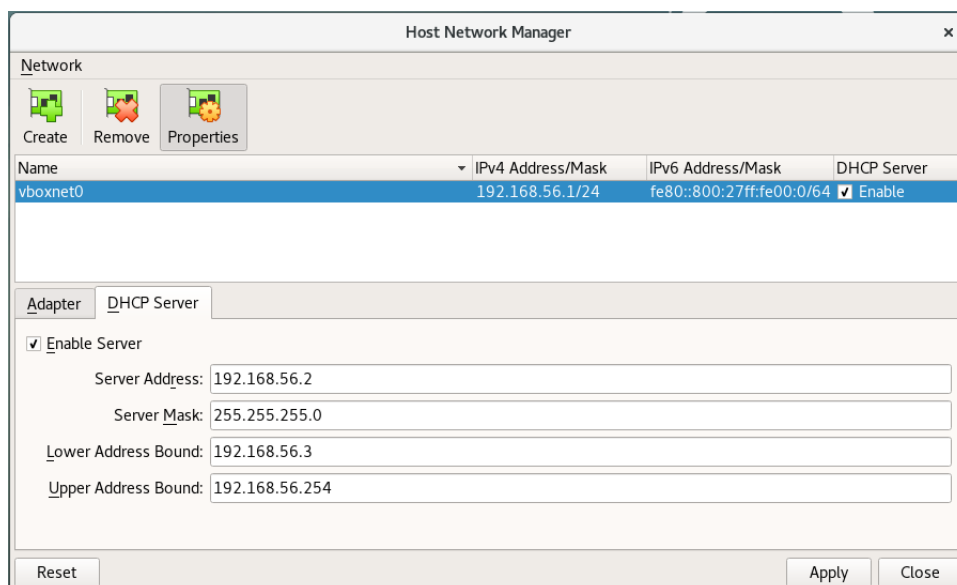 Host Network Manager
Network
Create Remove Properties
Name IPv4 Address/Mask IPv6 Address/Mask DHCP Server
vboxnet0 192.168.56.1/24 fe80::800:27ff:fe00:0/64 Enable
Adapter DHCP Server
Enable Server
Server Address: 192.168.56.2
Server Mask: 255.255.255.0
Lower Address Bound: 192.168.56.3
Upper Address Bound: 192.168.56.254
Reset Apply Close